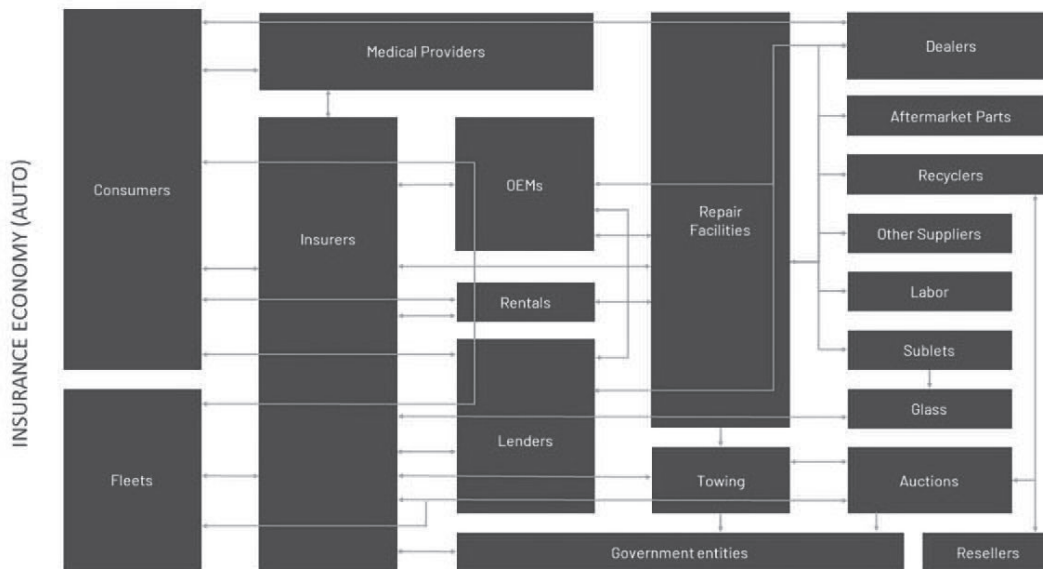 INSURANCE ECONOMY (AUTO)
Consumers
Fleets
Medical Providers
Insurers
OEMs
Rentals
Lenders
Repair
Facilities
Towing
Government entities
Dealers
Aftermarket Parts
Recyclers
Other Suppliers
Labor
Sublets
Glass
Auctions
Resellers